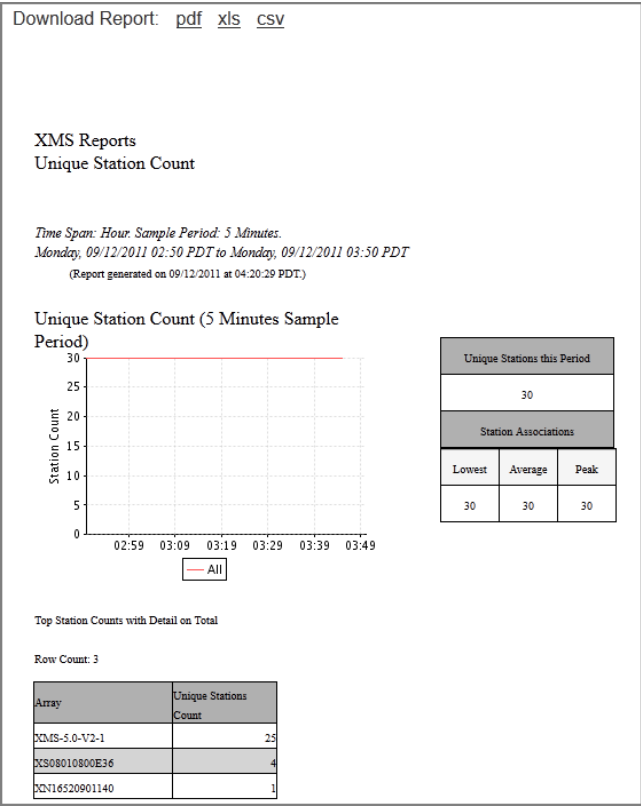 Download Report: pdf xls csv
XMS Reports
Unique Station Count
Time Span: Hour. Sample Period: 5 Minutes.
Monday, 09/12/2011 02:50 PDT to Monday, 09/12/2011 03:50 PDT
(Report generated on 09/12/2011 at 04:20:29 PDT.)
Unique Station Count (5 Minutes Sample
Period)
30
25
20
15
10
5
0
Station Count
02:59 03:09 03:19 03:29 03:39 03:49
All
Unique Stations this Period
30
Station Associations
Lowest Average Peak
30 30 30
Top Station Counts with Detail on Total
Row Count: 3
Array Unique Stations
Count
XMS-5.0-V2-1 25
XS08010800E36 4
XN16520901140 1